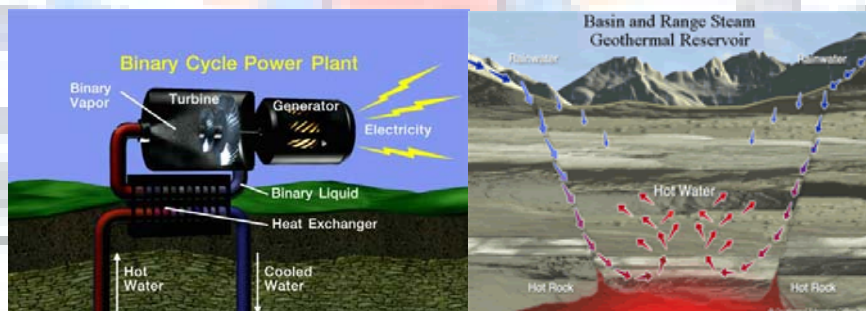 Binary Cycle Power Plant
Binary
Vapor
Turbine
Generator
Electricity
Binary Liquid
Heat Exchanger
Hot
Water
Cooled
Water
Basin and Range Steam
Geothermal Reservoir
Rainwater
Rainwater
Hot Water
Hot Rock
Hot Rock